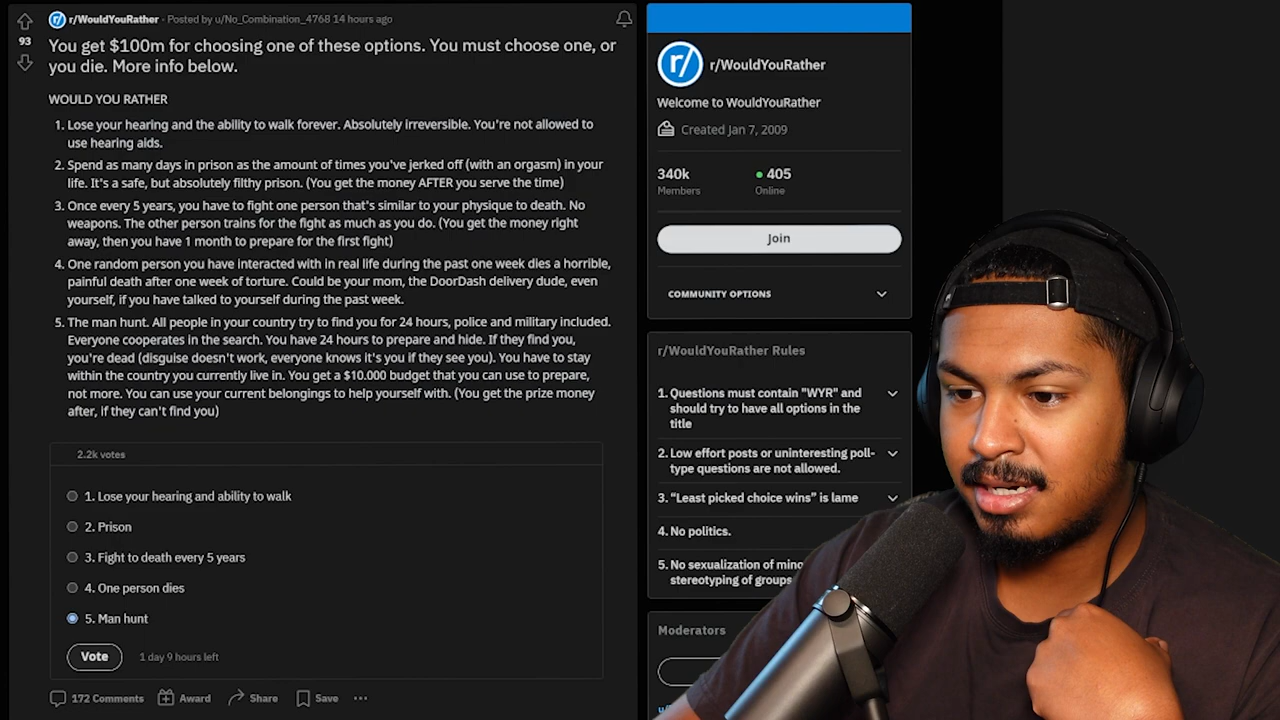 r/WouldYouRather · Posted by u/No_Combination_4768 14 hours ago
93
You get $100m for choosing one of these options. You must choose one, or
you die. More info below.
WOULD YOU RATHER
1. Lose your hearing and the ability to walk forever. Absolutely irreversible. You're not allowed to
use hearing aids.
2. Spend as many days in prison as the amount of times you've jerked off (with an orgasm) in your
life. It's a safe, but absolutely filthy prison. (You get the money AFTER you serve the time)
3. Once every 5 years, you have to fight one person that's similar to your physique to death. No
weapons. The other person trains for the fight as much as you do. (You get the money right
away, then you have 1 month to prepare for the first fight)
4. One random person you have interacted with in real life during the past one week dies a horrible,
painful death after one week of torture. Could be your mom, the DoorDash delivery dude, even
yourself, if you have talked to yourself during the past week.
5. The man hunt. All people in your country try to find you for 24 hours, police and military included.
Everyone cooperates in the search. You have 24 hours to prepare and hide. If they find you,
you're dead (disguise doesn't work, everyone knows it's you if they see you). You have to stay
within the country you currently live in. You get a $10.000 budget that you can use to prepare,
not more. You can use your current belongings to help yourself with. (You get the prize money
after, if they can't find you)
2.2k votes
1. Lose your hearing and ability to walk
2. Prison
3. Fight to death every 5 years
4. One person dies
5. Man hunt
Vote
1 day 9 hours left
172 Comments
Award
Share
Save
r/
r/WouldYouRather
Welcome to WouldYouRather
Created Jan 7, 2009
340k
405
Members
Online
Join
COMMUNITY OPTIONS
r/WouldYouRather Rules
1. Questions must contain "WYR" and
should try to have all options in the
title
2. Low effort posts or uninteresting poll-
type questions are not allowed.
3. “Least picked choice wins” is lame
4. No politics.
5. No sexualization of
stereotyping of groups
Moderators